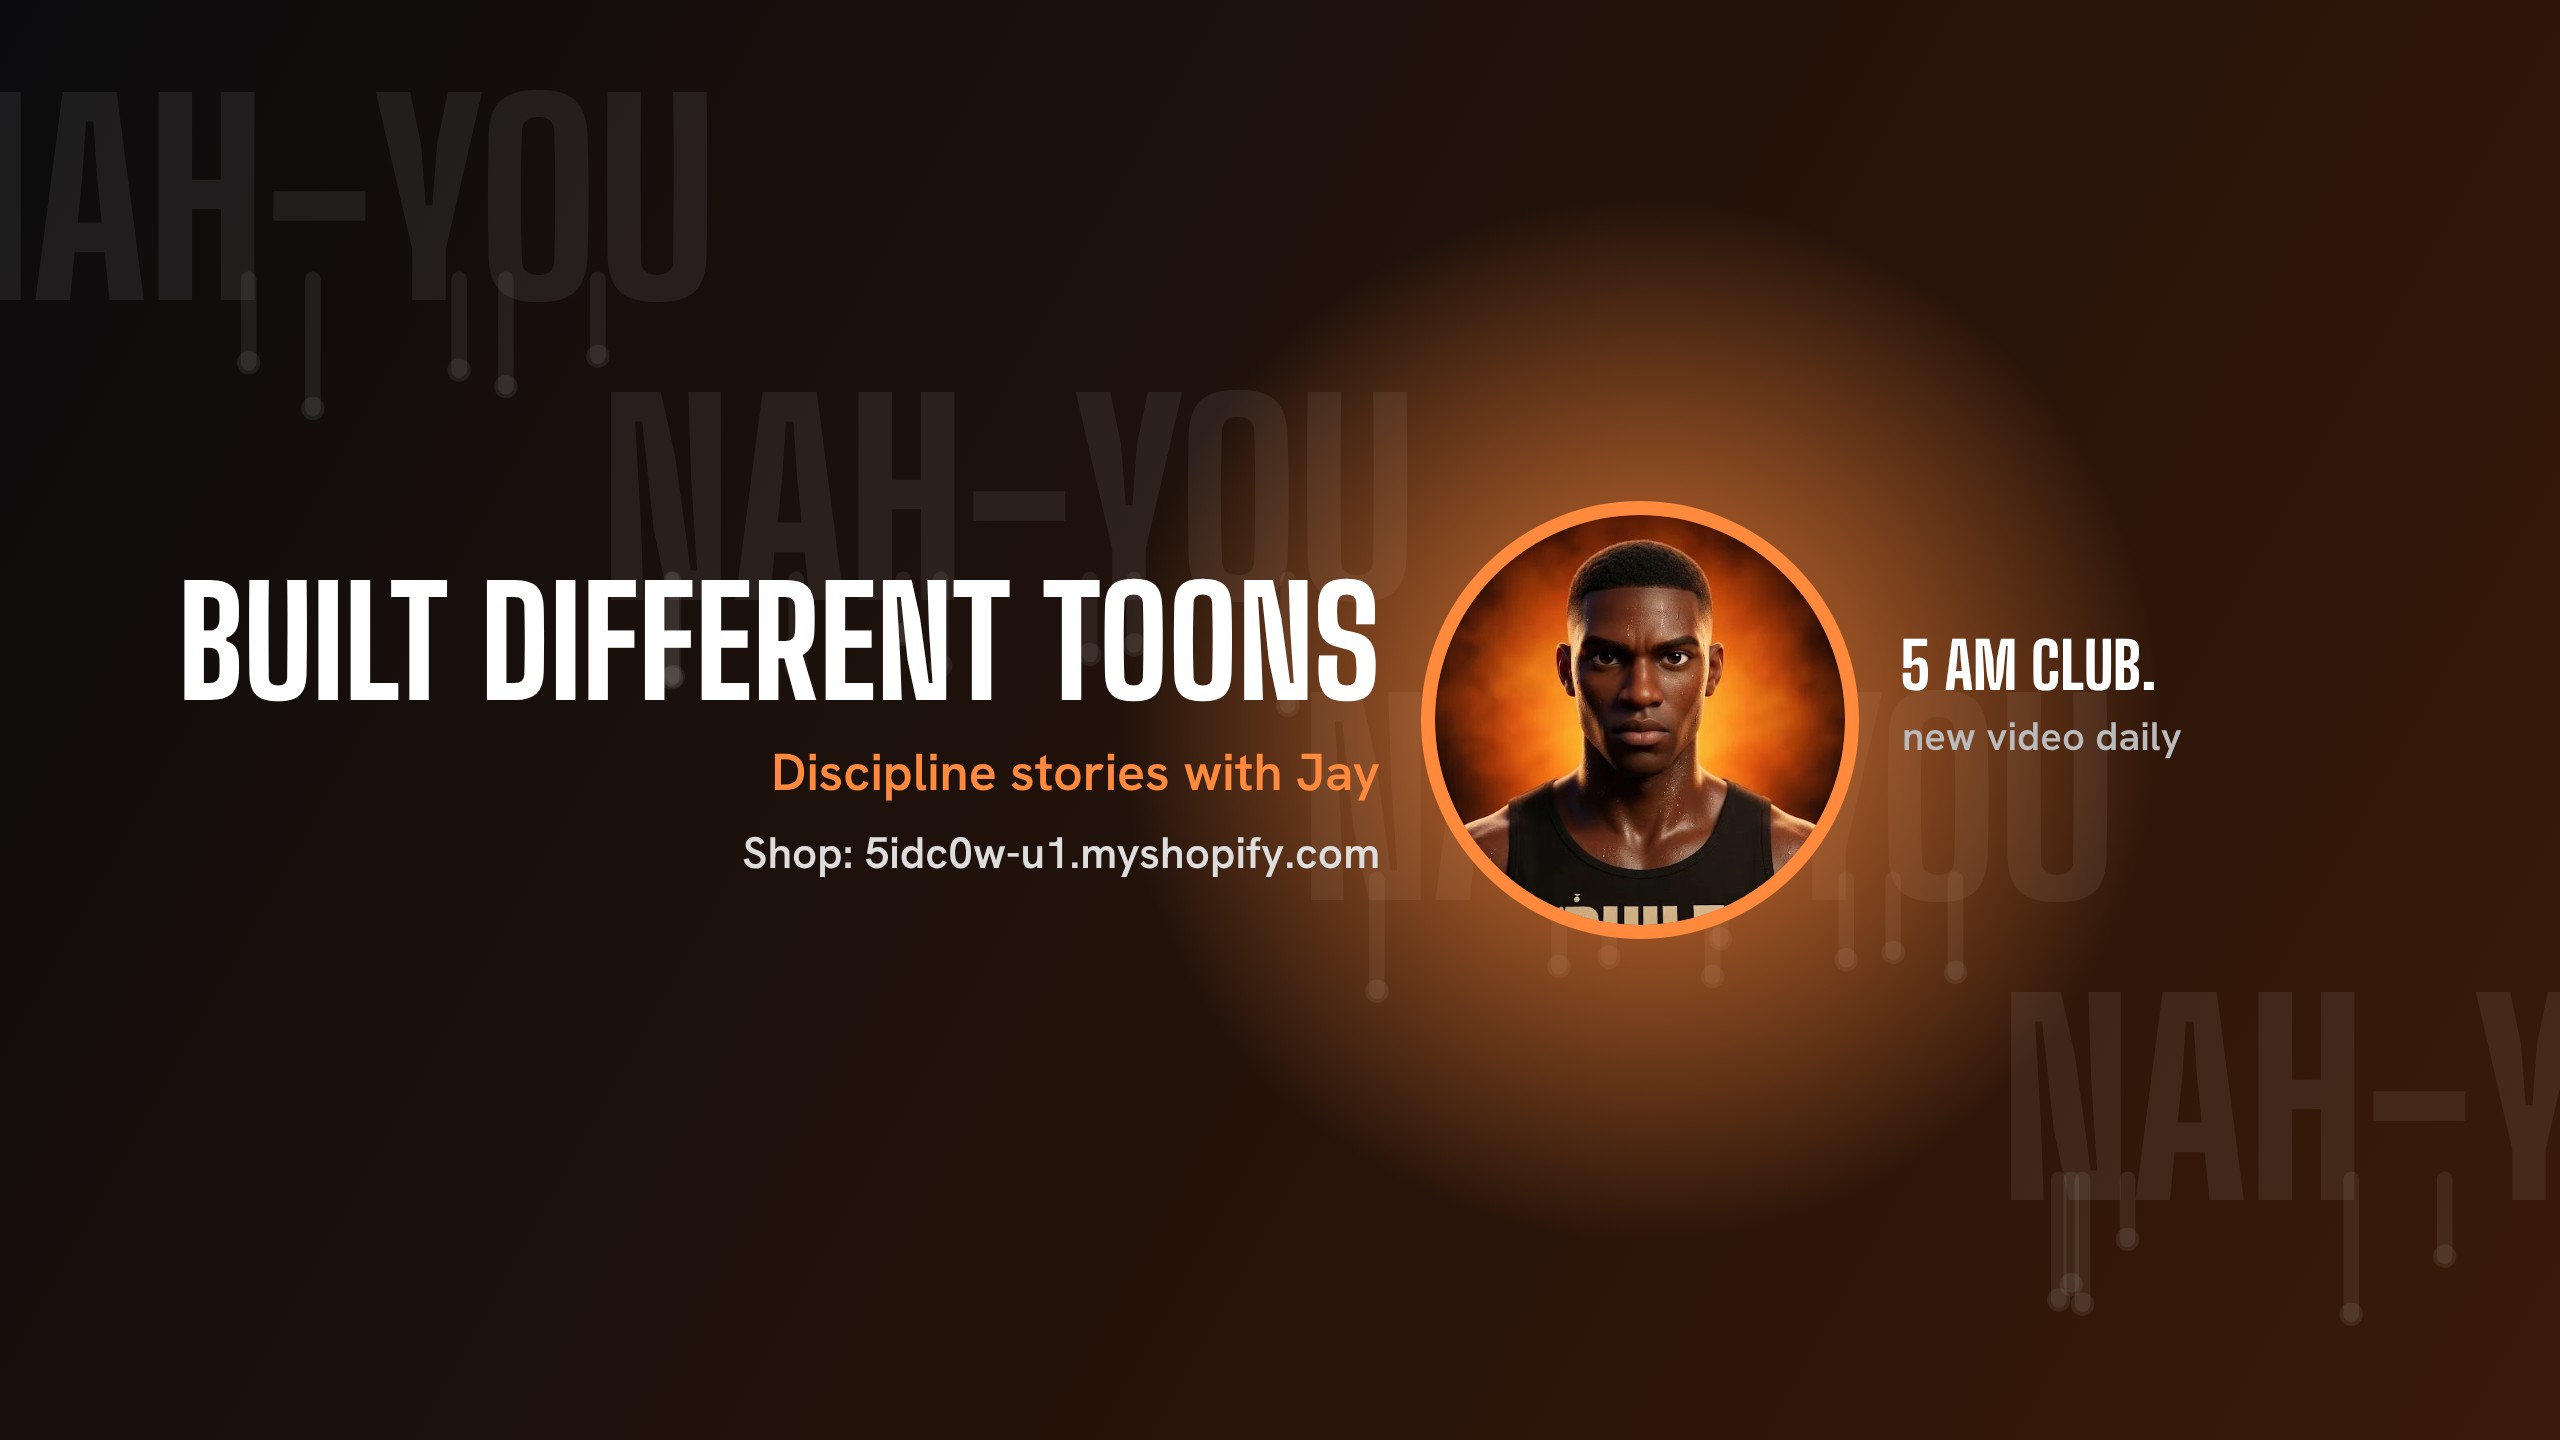 NAH-YOU
NAH-YOU
BUILT DIFFERENT TOONS
Discipline stories with Jay
Shop: 5idc0w-u1.myshopify.com
5 AM CLUB.
new video daily
NAH-Y